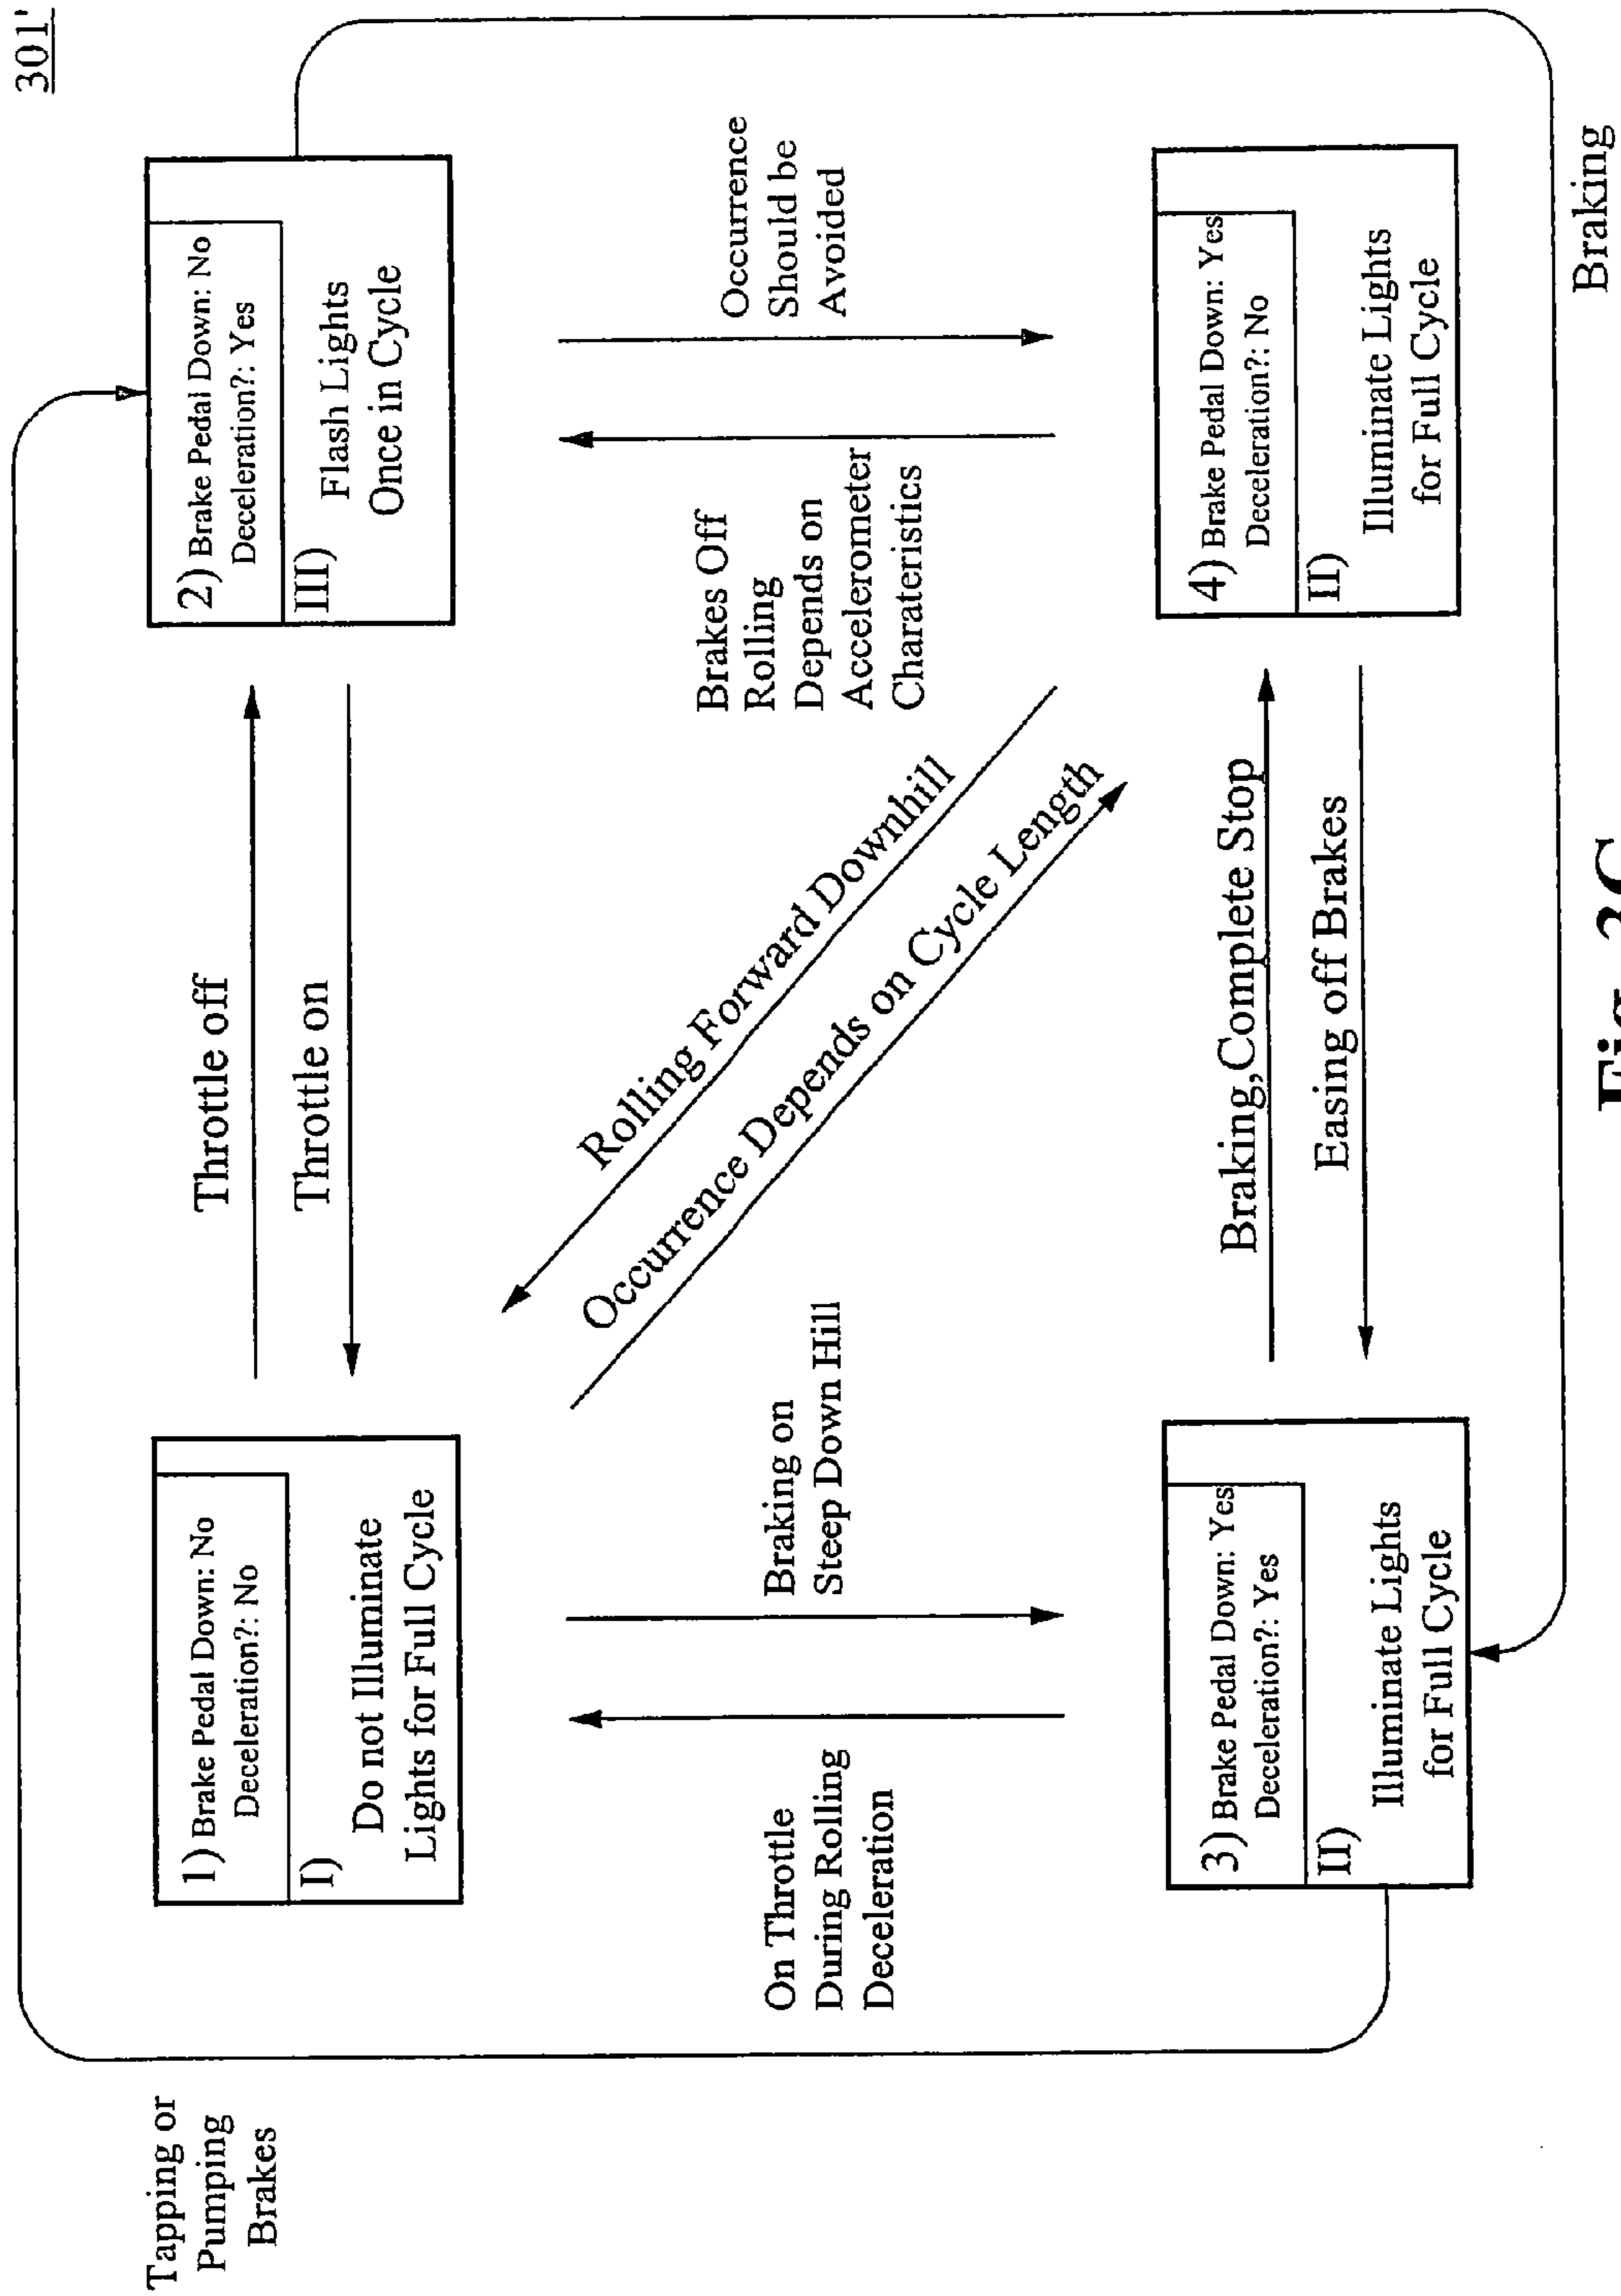 301'
Tapping or
Pumping
Brakes
Throttle off
Throttle on
1) Brake Pedal Down: No
Deceleration?: No
I)
Do not Illuminate
Lights for Full Cycle
2) Brake Pedal Down: No
Deceleration?: Yes
III)
Flash Lights
Once in Cycle
On Throttle
During Rolling
Deceleration
Braking on
Steep Down Hill
Rolling Forward Downhill
Occurrence Depends on Cycle Length
Brakes Off
Rolling
Depends on
Accelerometer
Charateristics
Occurrence
Should be
Avoided
3) Brake Pedal Down: Yes
Deceleration?: Yes
II)
Illuminate Lights
for Full Cycle
Braking,Complete Stop
Easing off Brakes
4) Brake Pedal Down: Yes
Deceleration?: No
II)
Illuminate Lights
for Full Cycle
Braking
Fig. 3C